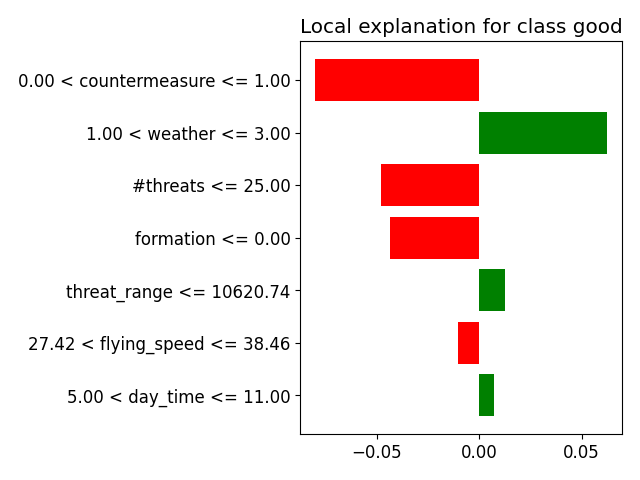 Local explanation for class good
0.00 < countermeasure <= 1.00
1.00 < weather <= 3.00
#threats <= 25.00
formation <= 0.00
threat_range <= 10620.74
27.42 < flying_speed <= 38.46
5.00 < day_time <= 11.00
−0.05 0.00 0.05